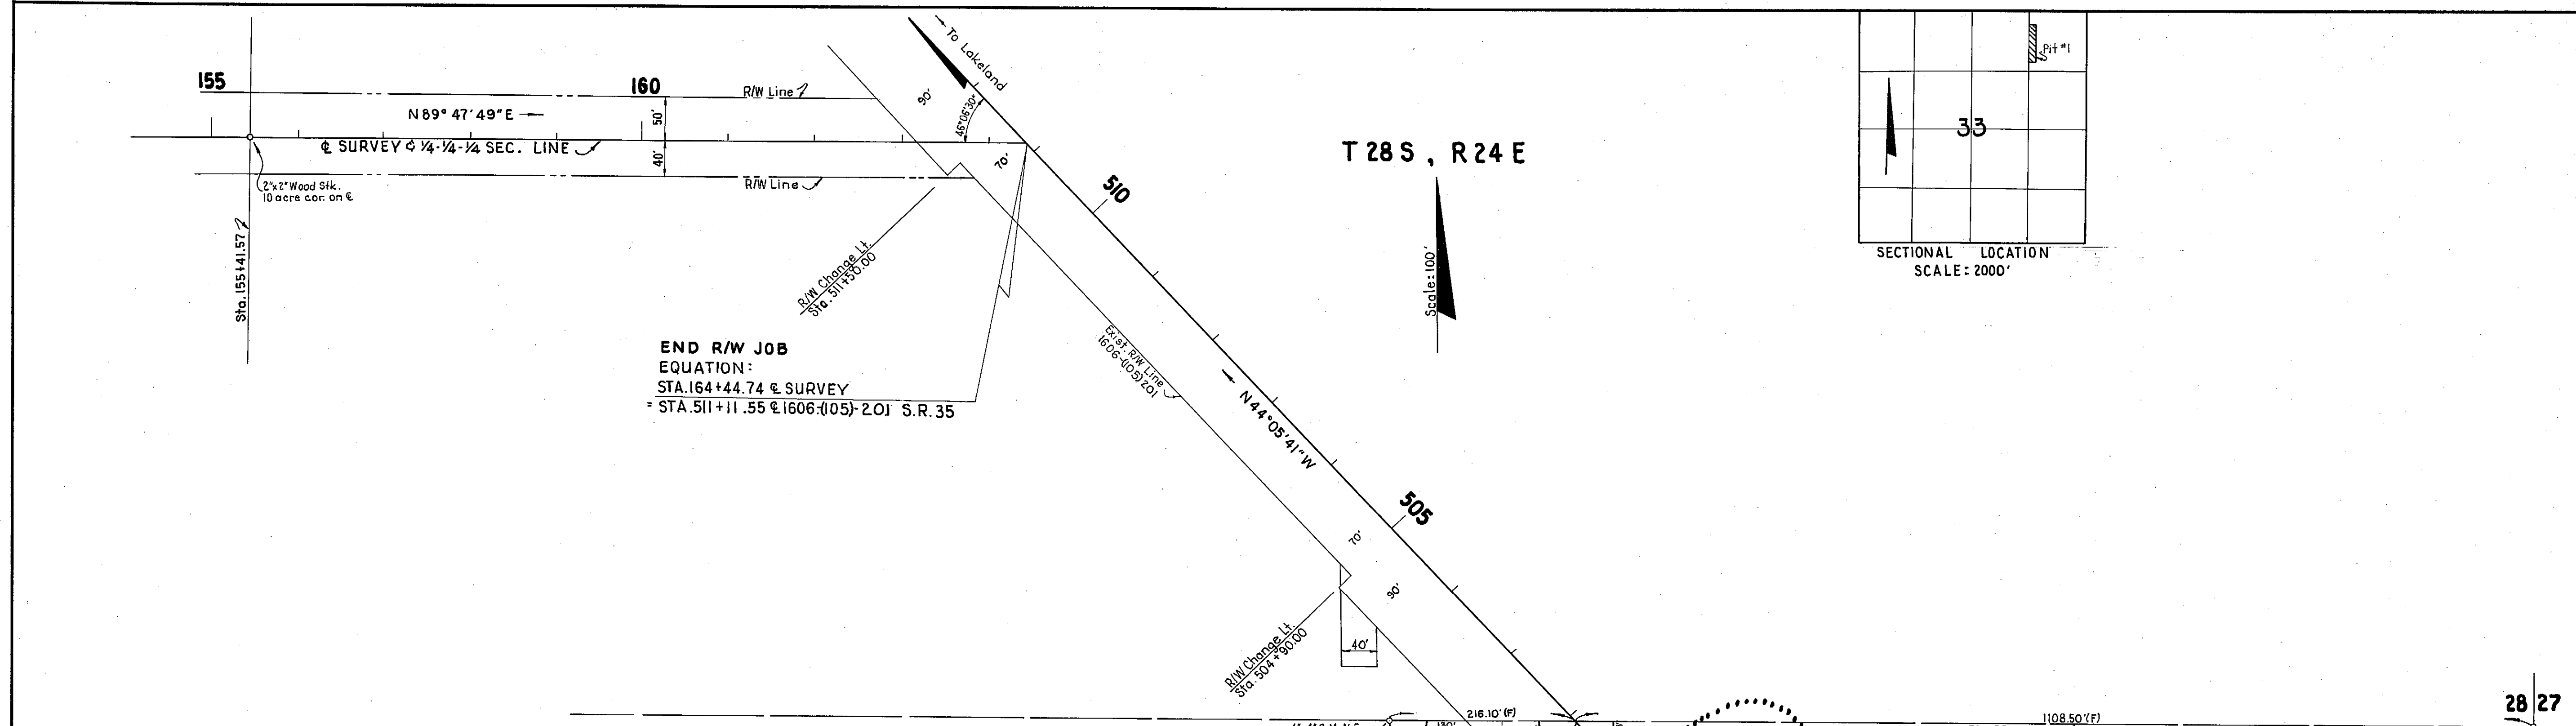 155
160
N 89° 47' 49" E
R/W Line
50'
40'
℄ SURVEY & 1/4-1/4-1/4 SEC. LINE
R/W Line
2"x2" Wood Stk.
10 acre cor. on ℄
Sta. 155+41.57
To Lakeland
90'
46°06'30"
70'
510
R/W Change Lt.
Sta. 511+50.00
END R/W JOB
EQUATION:
STA. 164+44.74 ℄ SURVEY
= STA. 511+11.55 ℄ 1606-(105)-201 S.R. 35
Exist. R/W Line
1606-(105)201
N 44°05'41" W
505
70'
90'
R/W Change Lt.
Sta. 504+90.00
40'
T 28 S , R 24 E
Scale: 100'
Pit #1
33
SECTIONAL LOCATION
SCALE: 2000'
28 27
216.10' (F)
130'
1108.50' (F)